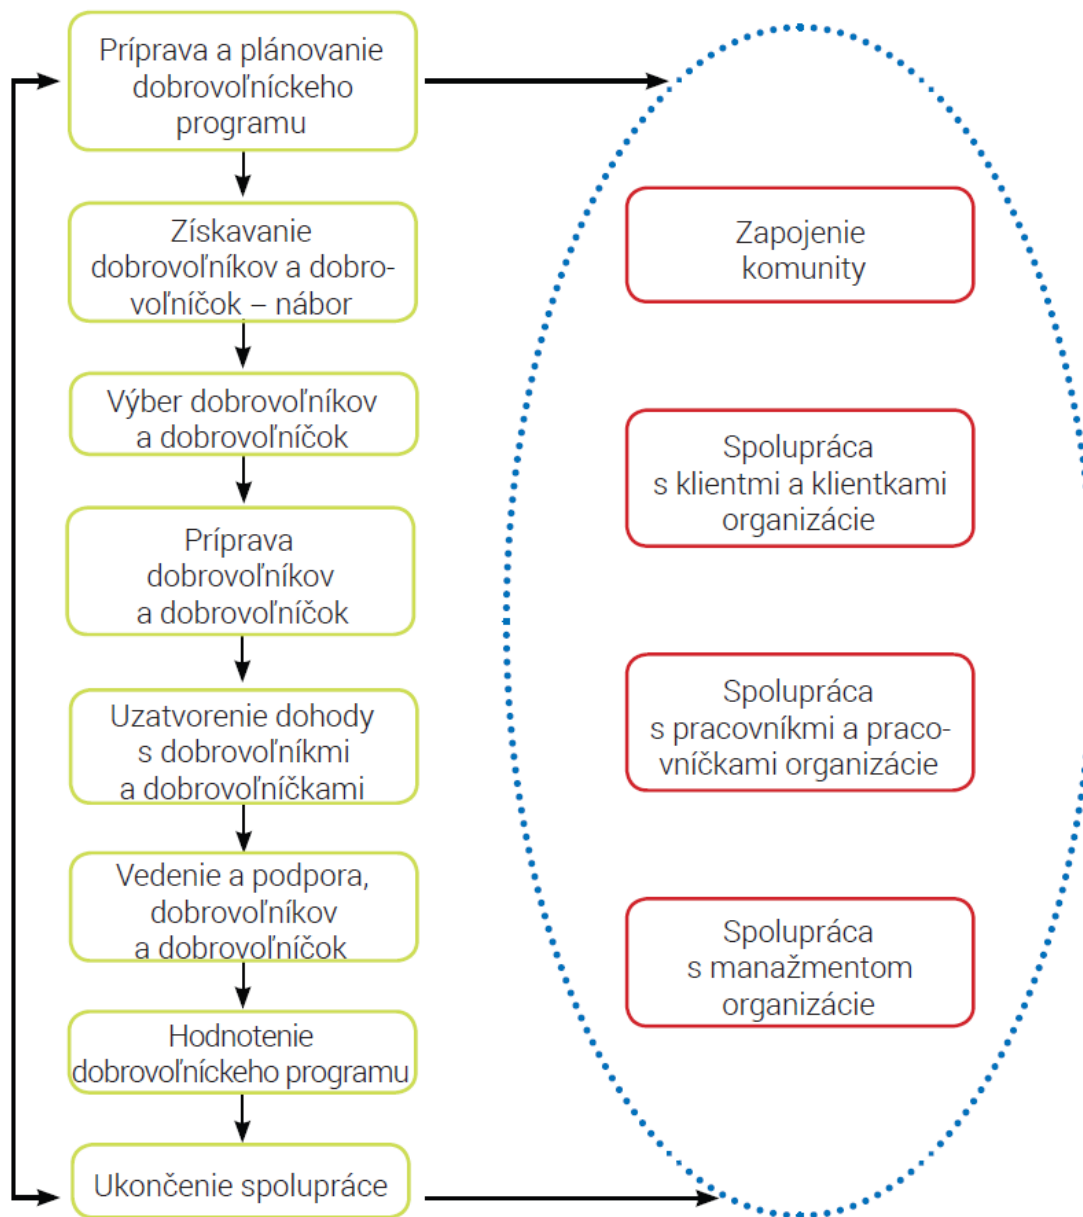 Príprava a plánovanie
dobrovoľníckeho
programu
Získavanie
dobrovoľníkov a dobro-
voľníčok – nábor
Výber dobrovoľníkov
a dobrovoľníčok
Príprava
dobrovoľníkov
a dobrovoľníčok
Uzatvorenie dohody
s dobrovoľníkmi
a dobrovoľníčkami
Vedenie a podpora,
dobrovoľníkov
a dobrovoľníčok
Hodnotenie
dobrovoľníckeho programu
Ukončenie spolupráce
Zapojenie
komunity
Spolupráca
s klientmi a klientkami
organizácie
Spolupráca
s pracovníkmi a praco-
vníčkami organizácie
Spolupráca
s manažmentom
organizácie